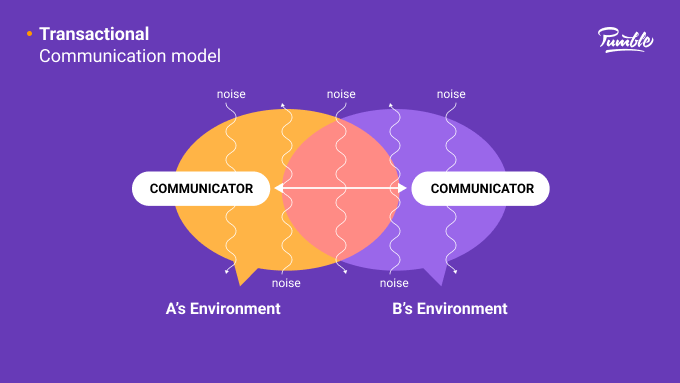 Transactional
Communication model
Pumble
noise noise noise
COMMUNICATOR COMMUNICATOR
noise noise
A's Environment B's Environment